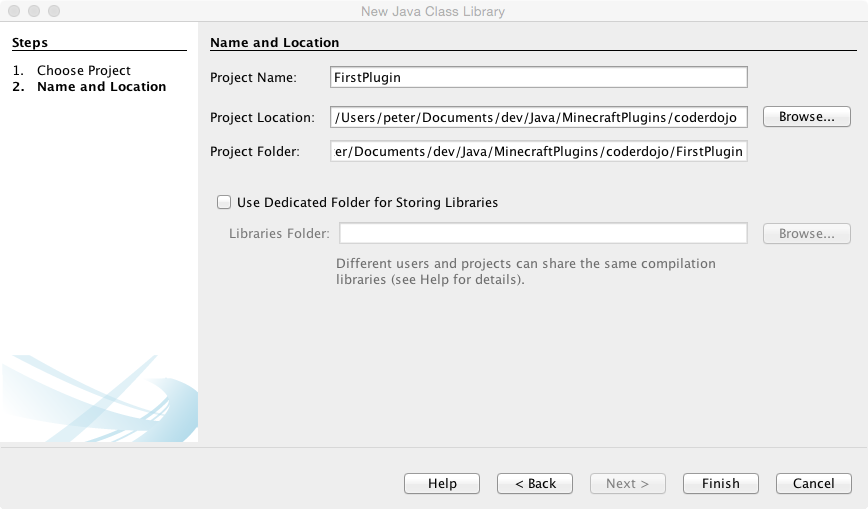 New Java Class Library
Steps
1. Choose Project
2. Name and Location
Name and Location
Project Name: FirstPlugin
Project Location: /Users/peter/Documents/dev/Java/MinecraftPlugins/coderdojo Browse...
Project Folder: er/Documents/dev/Java/MinecraftPlugins/coderdojo/FirstPlugin
Use Dedicated Folder for Storing Libraries
Libraries Folder: Browse...
Different users and projects can share the same compilation
libraries (see Help for details).
Help < Back Next > Finish Cancel